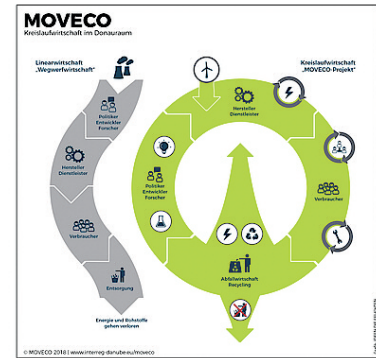 MOVECO
Kreislaufwirtschaft im Donauraum
Linearwirtschaft
"Wegwerfwirtschaft"
Politiker
Entwickler
Forscher
Hersteller
Dienstleister
Verbraucher
Entsorgung
Energie und Rohstoffe
gehen verloren
Kreislaufwirtschaft
"MOVECO-Projekt"
Hersteller
Dienstleister
Politiker
Entwickler
Forscher
Verbraucher
Abfallwirtschaft
Recycling
© MOVECO 2018 | www.interreg-danube.eu/moveco